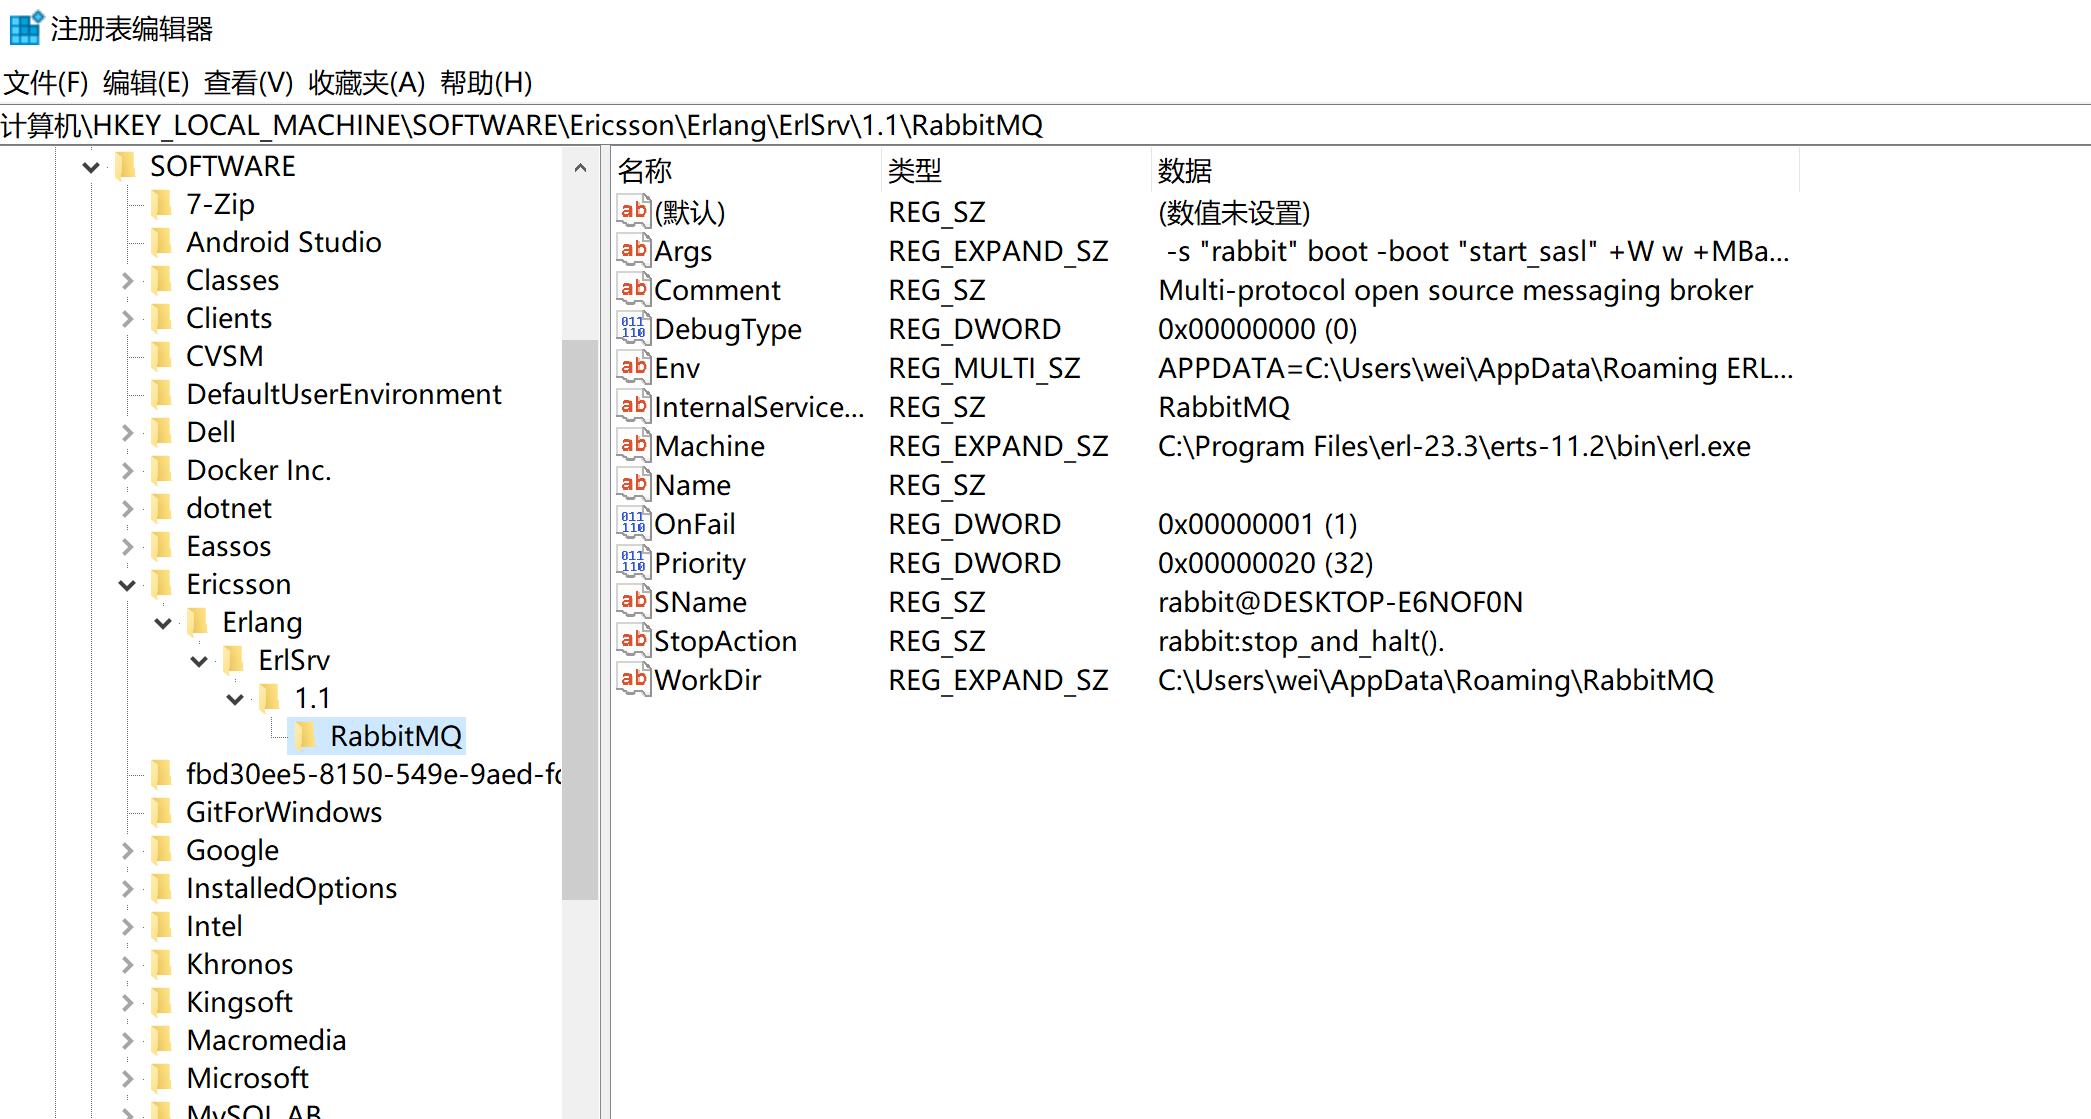 注册表编辑器
文件(F) 编辑(E) 查看(V) 收藏夹(A) 帮助(H)
计算机\HKEY_LOCAL_MACHINE\SOFTWARE\Ericsson\Erlang\ErlSrv\1.1\RabbitMQ
SOFTWARE
7-Zip
Android Studio
Classes
Clients
CVSM
DefaultUserEnvironment
Dell
Docker Inc.
dotnet
Eassos
Ericsson
Erlang
ErlSrv
1.1
RabbitMQ
fbd30ee5-8150-549e-9aed-fc
GitForWindows
Google
InstalledOptions
Intel
Khronos
Kingsoft
Macromedia
Microsoft
MySQL AB
名称 类型 数据
(默认) REG_SZ (数值未设置)
Args REG_EXPAND_SZ -s "rabbit" boot -boot "start_sasl" +W w +MBa...
Comment REG_SZ Multi-protocol open source messaging broker
DebugType REG_DWORD 0x00000000 (0)
Env REG_MULTI_SZ APPDATA=C:\Users\wei\AppData\Roaming ERL...
InternalService... REG_SZ RabbitMQ
Machine REG_EXPAND_SZ C:\Program Files\erl-23.3\erts-11.2\bin\erl.exe
Name REG_SZ
OnFail REG_DWORD 0x00000001 (1)
Priority REG_DWORD 0x00000020 (32)
SName REG_SZ rabbit@DESKTOP-E6NOF0N
StopAction REG_SZ rabbit:stop_and_halt().
WorkDir REG_EXPAND_SZ C:\Users\wei\AppData\Roaming\RabbitMQ